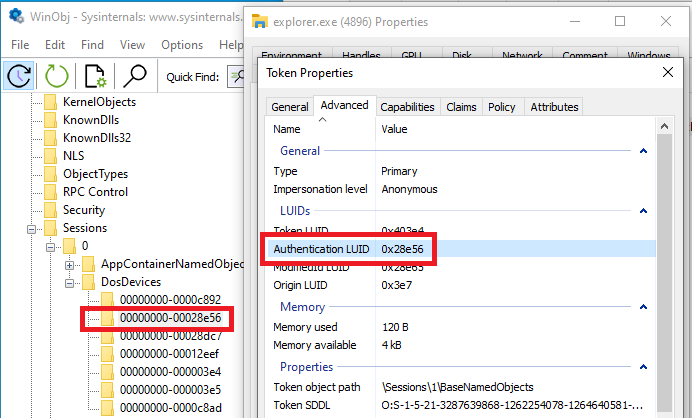 WinObj - Sysinternals: www.sysinternals.
File Edit Find View Options
Quick Find:
KernelObjects
KnownDlls
KnownDlls32
NLS
ObjectTypes
RPC Control
Security
Sessions
0
AppContainerNamedObjec
DosDevices
00000000-0000c892
00000000-00028e56
00000000-00028dc7
00000000-00012eef
00000000-000003e4
00000000-000003e5
00000000-0000c8ad
explorer.exe (4896) Properties
Environment Handles GPU Disk Network Comment Windows
Token Properties
General Advanced Capabilities Claims Policy Attributes
Name Value
General
Type Primary
Impersonation level Anonymous
LUIDs
Token LUID 0x403e4
Authentication LUID 0x28e56
ModifiedId LUID 0x28e65
Origin LUID 0x3e7
Memory
Memory used 120 B
Memory available 4 kB
Properties
Token object path \Sessions\1\BaseNamedObjects
Token SDDL O:S-1-5-21-3287639868-1262254078-1264640581-...